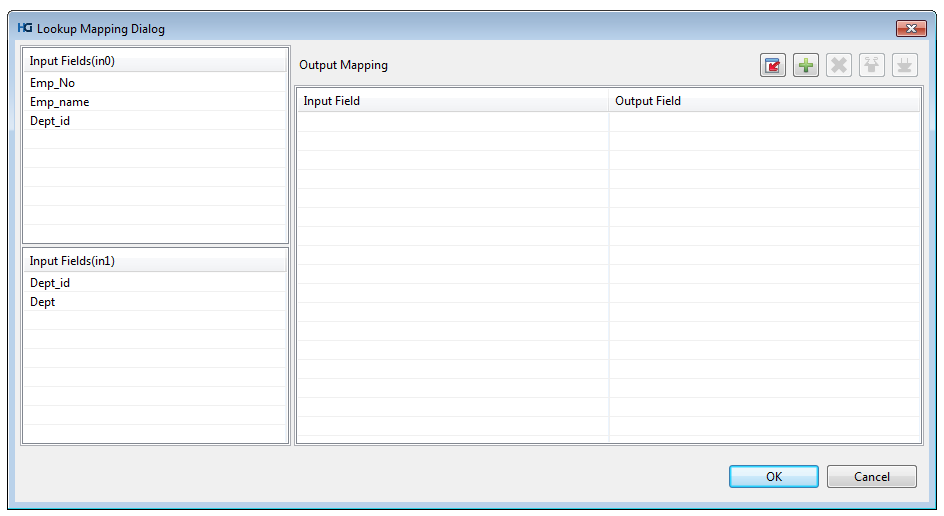 HG Lookup Mapping Dialog
Input Fields(in0)
Emp_No
Emp_name
Dept_id
Input Fields(in1)
Dept_id
Dept
Output Mapping
Input Field Output Field
OK Cancel